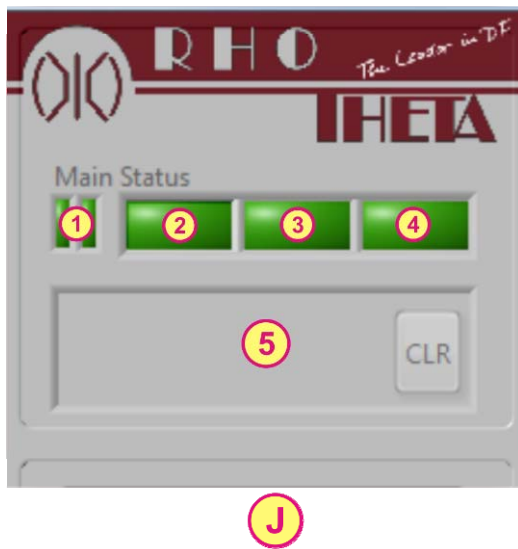 RHO
The Leader in DF
THETA
Main Status
1 2 3 4
5 CLR
J